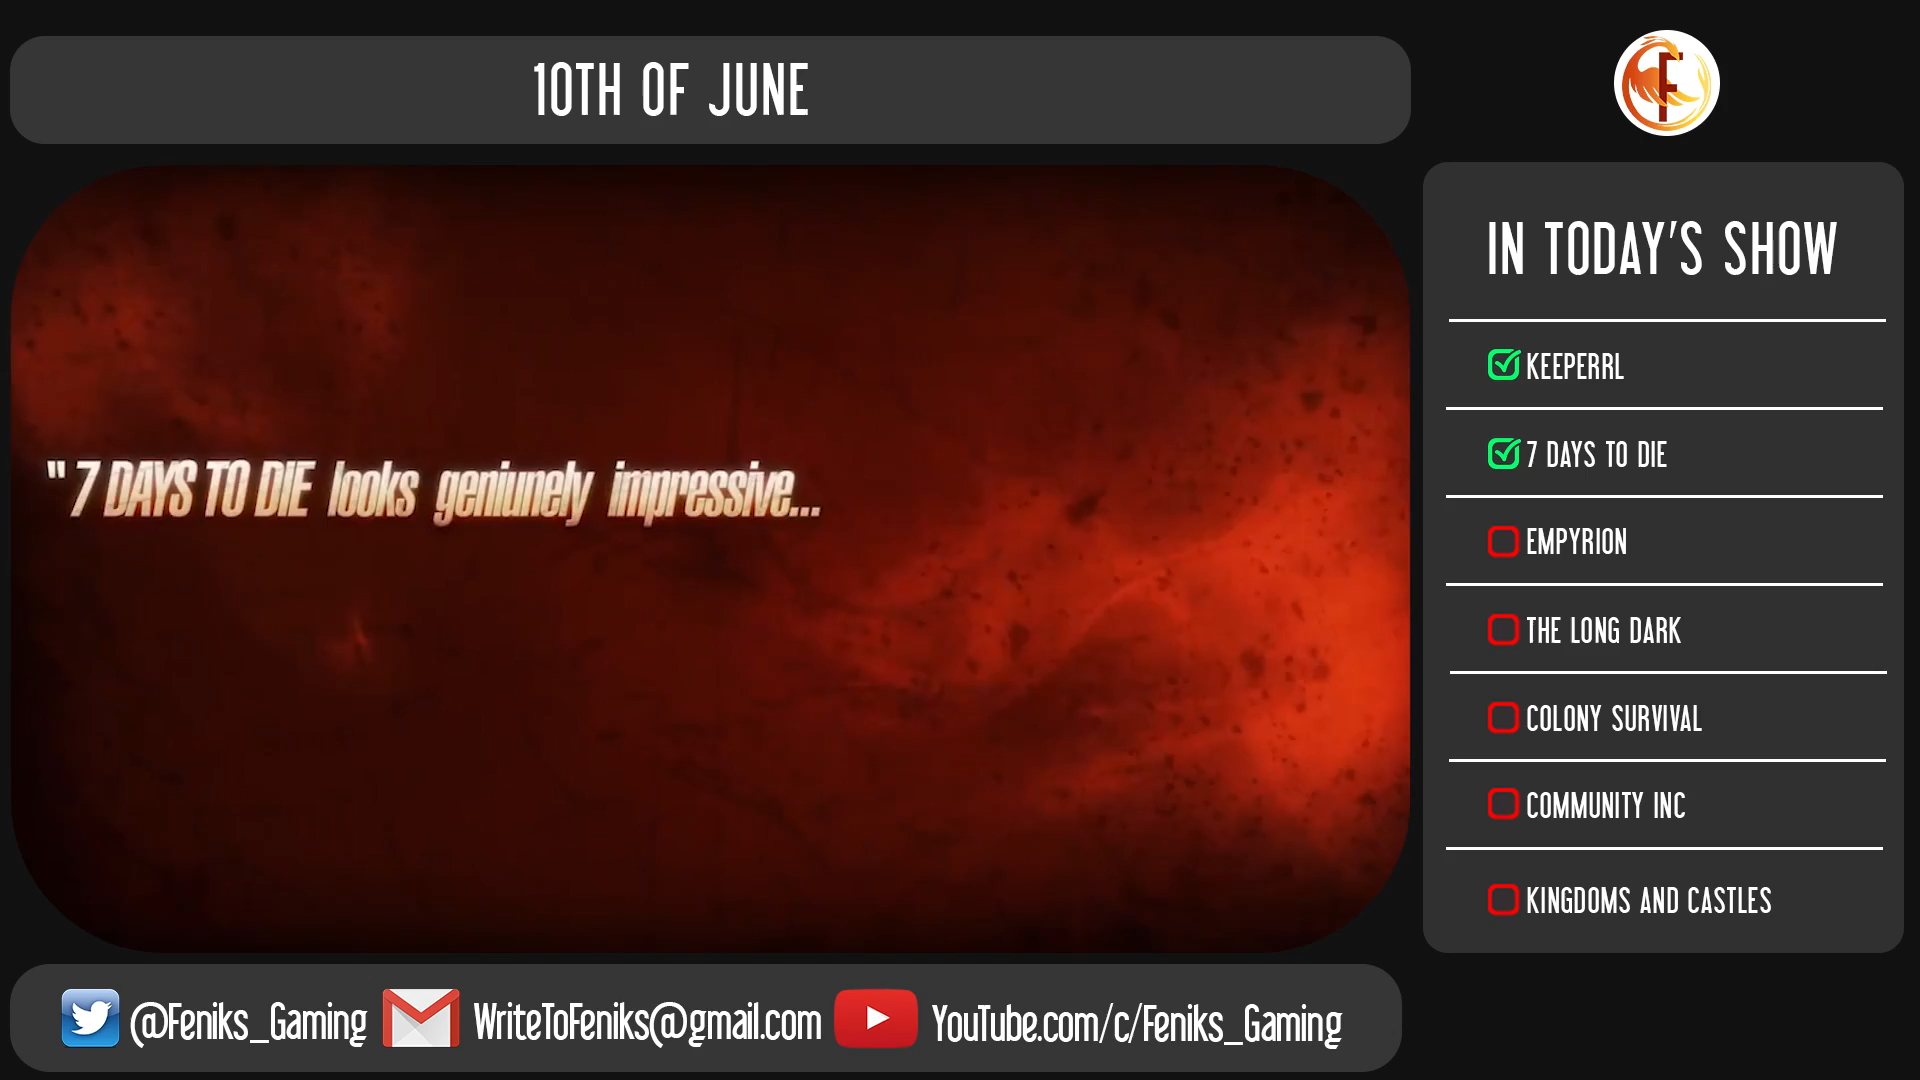 10TH OF JUNE
F
IN TODAY'S SHOW
KEEPERRL
7 DAYS TO DIE
EMPYRION
THE LONG DARK
COLONY SURVIVAL
COMMUNITY INC
KINGDOMS AND CASTLES
" 7 DAYS TO DIE looks geniunely impressive...
@Feniks_Gaming
WriteToFeniks@gmail.com
YouTube.com/c/Feniks_Gaming